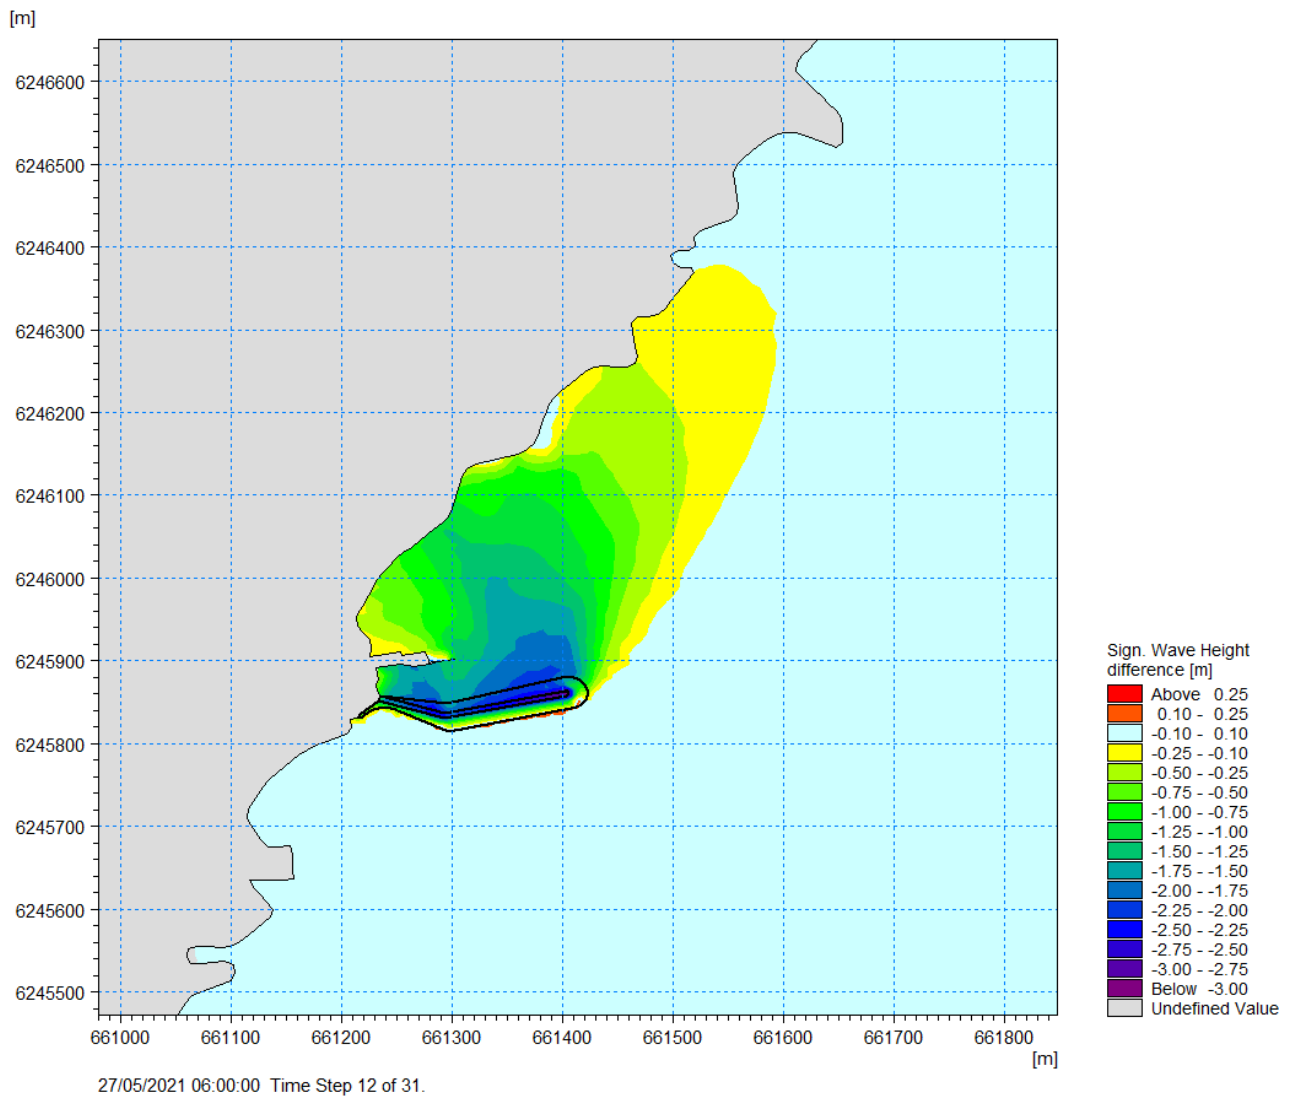 [m]
6246600
6246500
6246400
6246300
6246200
6246100
6246000
6245900
6245800
6245700
6245600
6245500
661000 661100 661200 661300 661400 661500 661600 661700 661800
[m]
27/05/2021 06:00:00 Time Step 12 of 31.
Sign. Wave Height
difference [m]
Above 0.25
0.10 - 0.25
-0.10 - 0.10
-0.25 - -0.10
-0.50 - -0.25
-0.75 - -0.50
-1.00 - -0.75
-1.25 - -1.00
-1.50 - -1.25
-1.75 - -1.50
-2.00 - -1.75
-2.25 - -2.00
-2.50 - -2.25
-2.75 - -2.50
-3.00 - -2.75
Below -3.00
Undefined Value